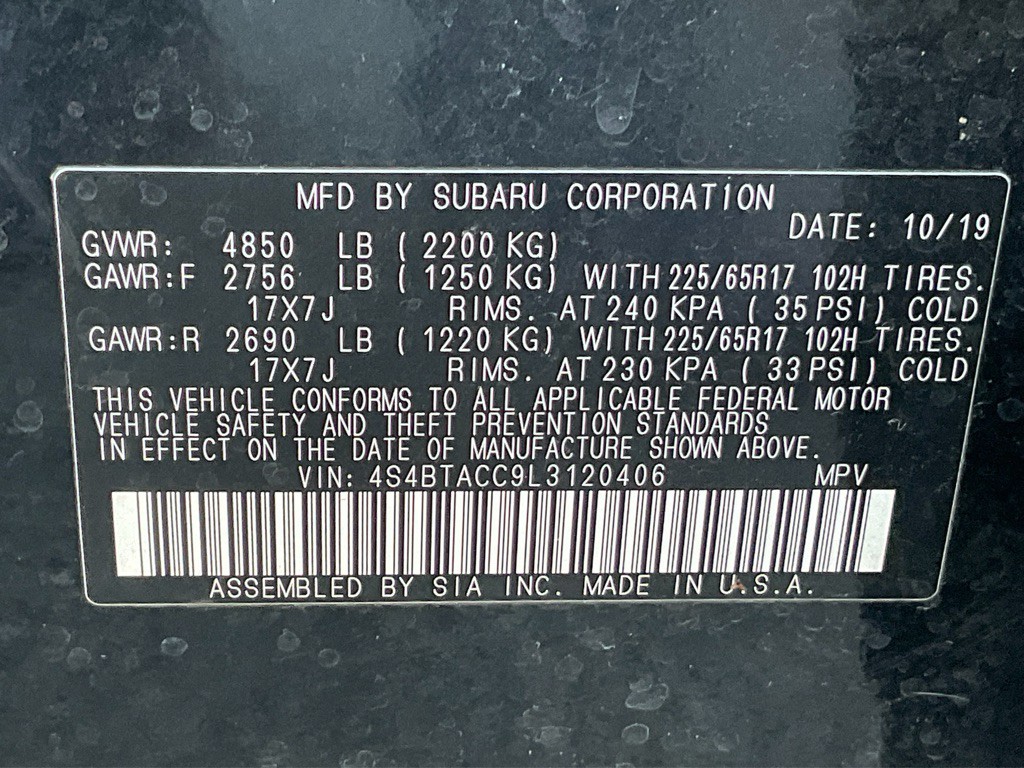 MFD BY SUBARU CORPORATION
DATE: 10/19
GVWR: 4850 LB ( 2200 KG)
GAWR:F 2756 LB ( 1250 KG) WITH 225/65R17 102H TIRES.
17X7J RIMS. AT 240 KPA ( 35 PSI) COLD
GAWR:R 2690 LB ( 1220 KG) WITH 225/65R17 102H TIRES.
17X7J RIMS. AT 230 KPA ( 33 PSI) COLD
THIS VEHICLE CONFORMS TO ALL APPLICABLE FEDERAL MOTOR
VEHICLE SAFETY AND THEFT PREVENTION STANDARDS
IN EFFECT ON THE DATE OF MANUFACTURE SHOWN ABOVE.
VIN: 4S4BTACC9L3120406 MPV
ASSEMBLED BY SIA INC. MADE IN U.S.A.